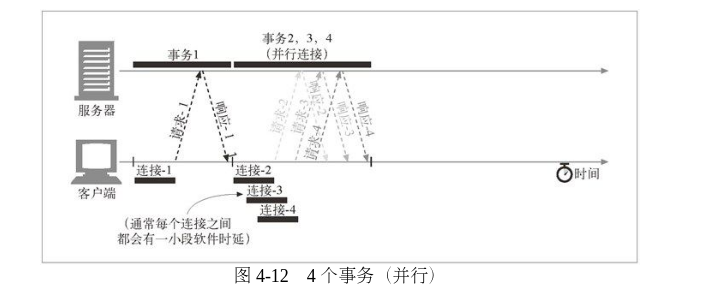 事务1
事务2，3，4
（并行连接）
服务器
请求-1
响应-1
请求-2
请求-3
请求-4
响应-3
响应-4
连接-1
连接-2
连接-3
连接-4
客户端
时间
（通常每个连接之间
都会有一小段软件时延）
图 4-12 4 个事务（并行）